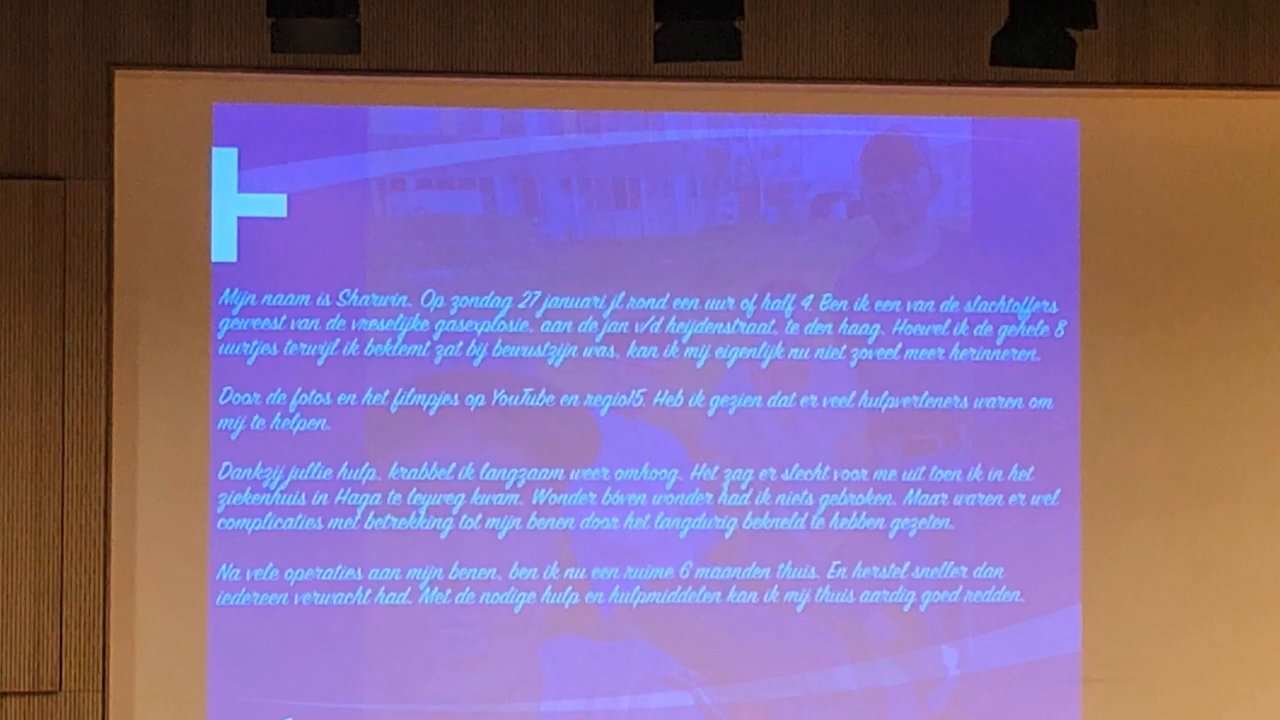 Mijn naam is Sharwin. Op zondag 27 januari jl rond een uur of half 4. Ben ik een van de slachtoffers
geweest van de vreselijke gasexplosie, aan de jan v/d heijdenstraat, te den haag. Hoewel ik de gehele 8
uurtjes terwijl ik beklemt zat bij bewustzijn was, kan ik mij eigenlijk nu niet zoveel meer herinneren.
Door de fotos en het filmpjes op YouTube en regio15. Heb ik gezien dat er veel hulpverleners waren om
mij te helpen.
Dankzij jullie hulp, krabbel ik langzaam weer omhoog. Het zag er slecht voor me uit toen ik in het
ziekenhuis in Haga te leyweg kwam. Wonder boven wonder had ik niets gebroken. Maar waren er wel
complicaties met betrekking tot mijn benen door het langdurig bekneld te hebben gezeten.
Na vele operaties aan mijn benen, ben ik nu een ruime 6 maanden thuis. En herstel sneller dan
iedereen verwacht had. Met de nodige hulp en hulpmiddelen kan ik mij thuis aardig goed redden.